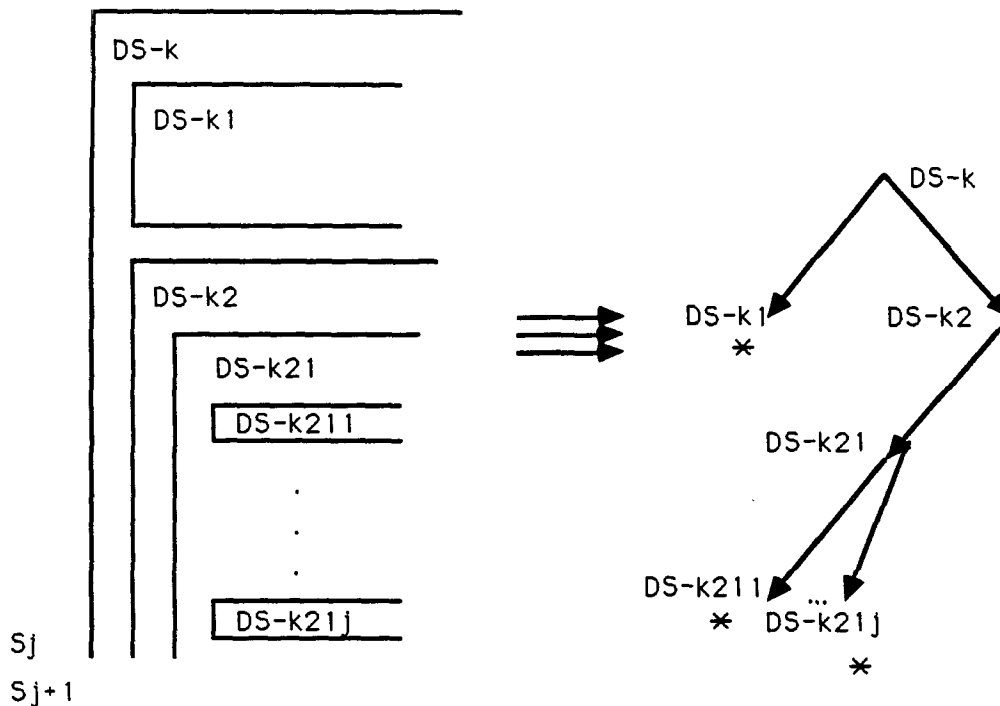 DS-k
DS-k1
DS-k2
DS-k21
DS-k211
.
.
.
DS-k21j
Sj
Sj+1
DS-k
DS-k1
*
DS-k2
DS-k21
DS-k211
*
...
DS-k21j
*